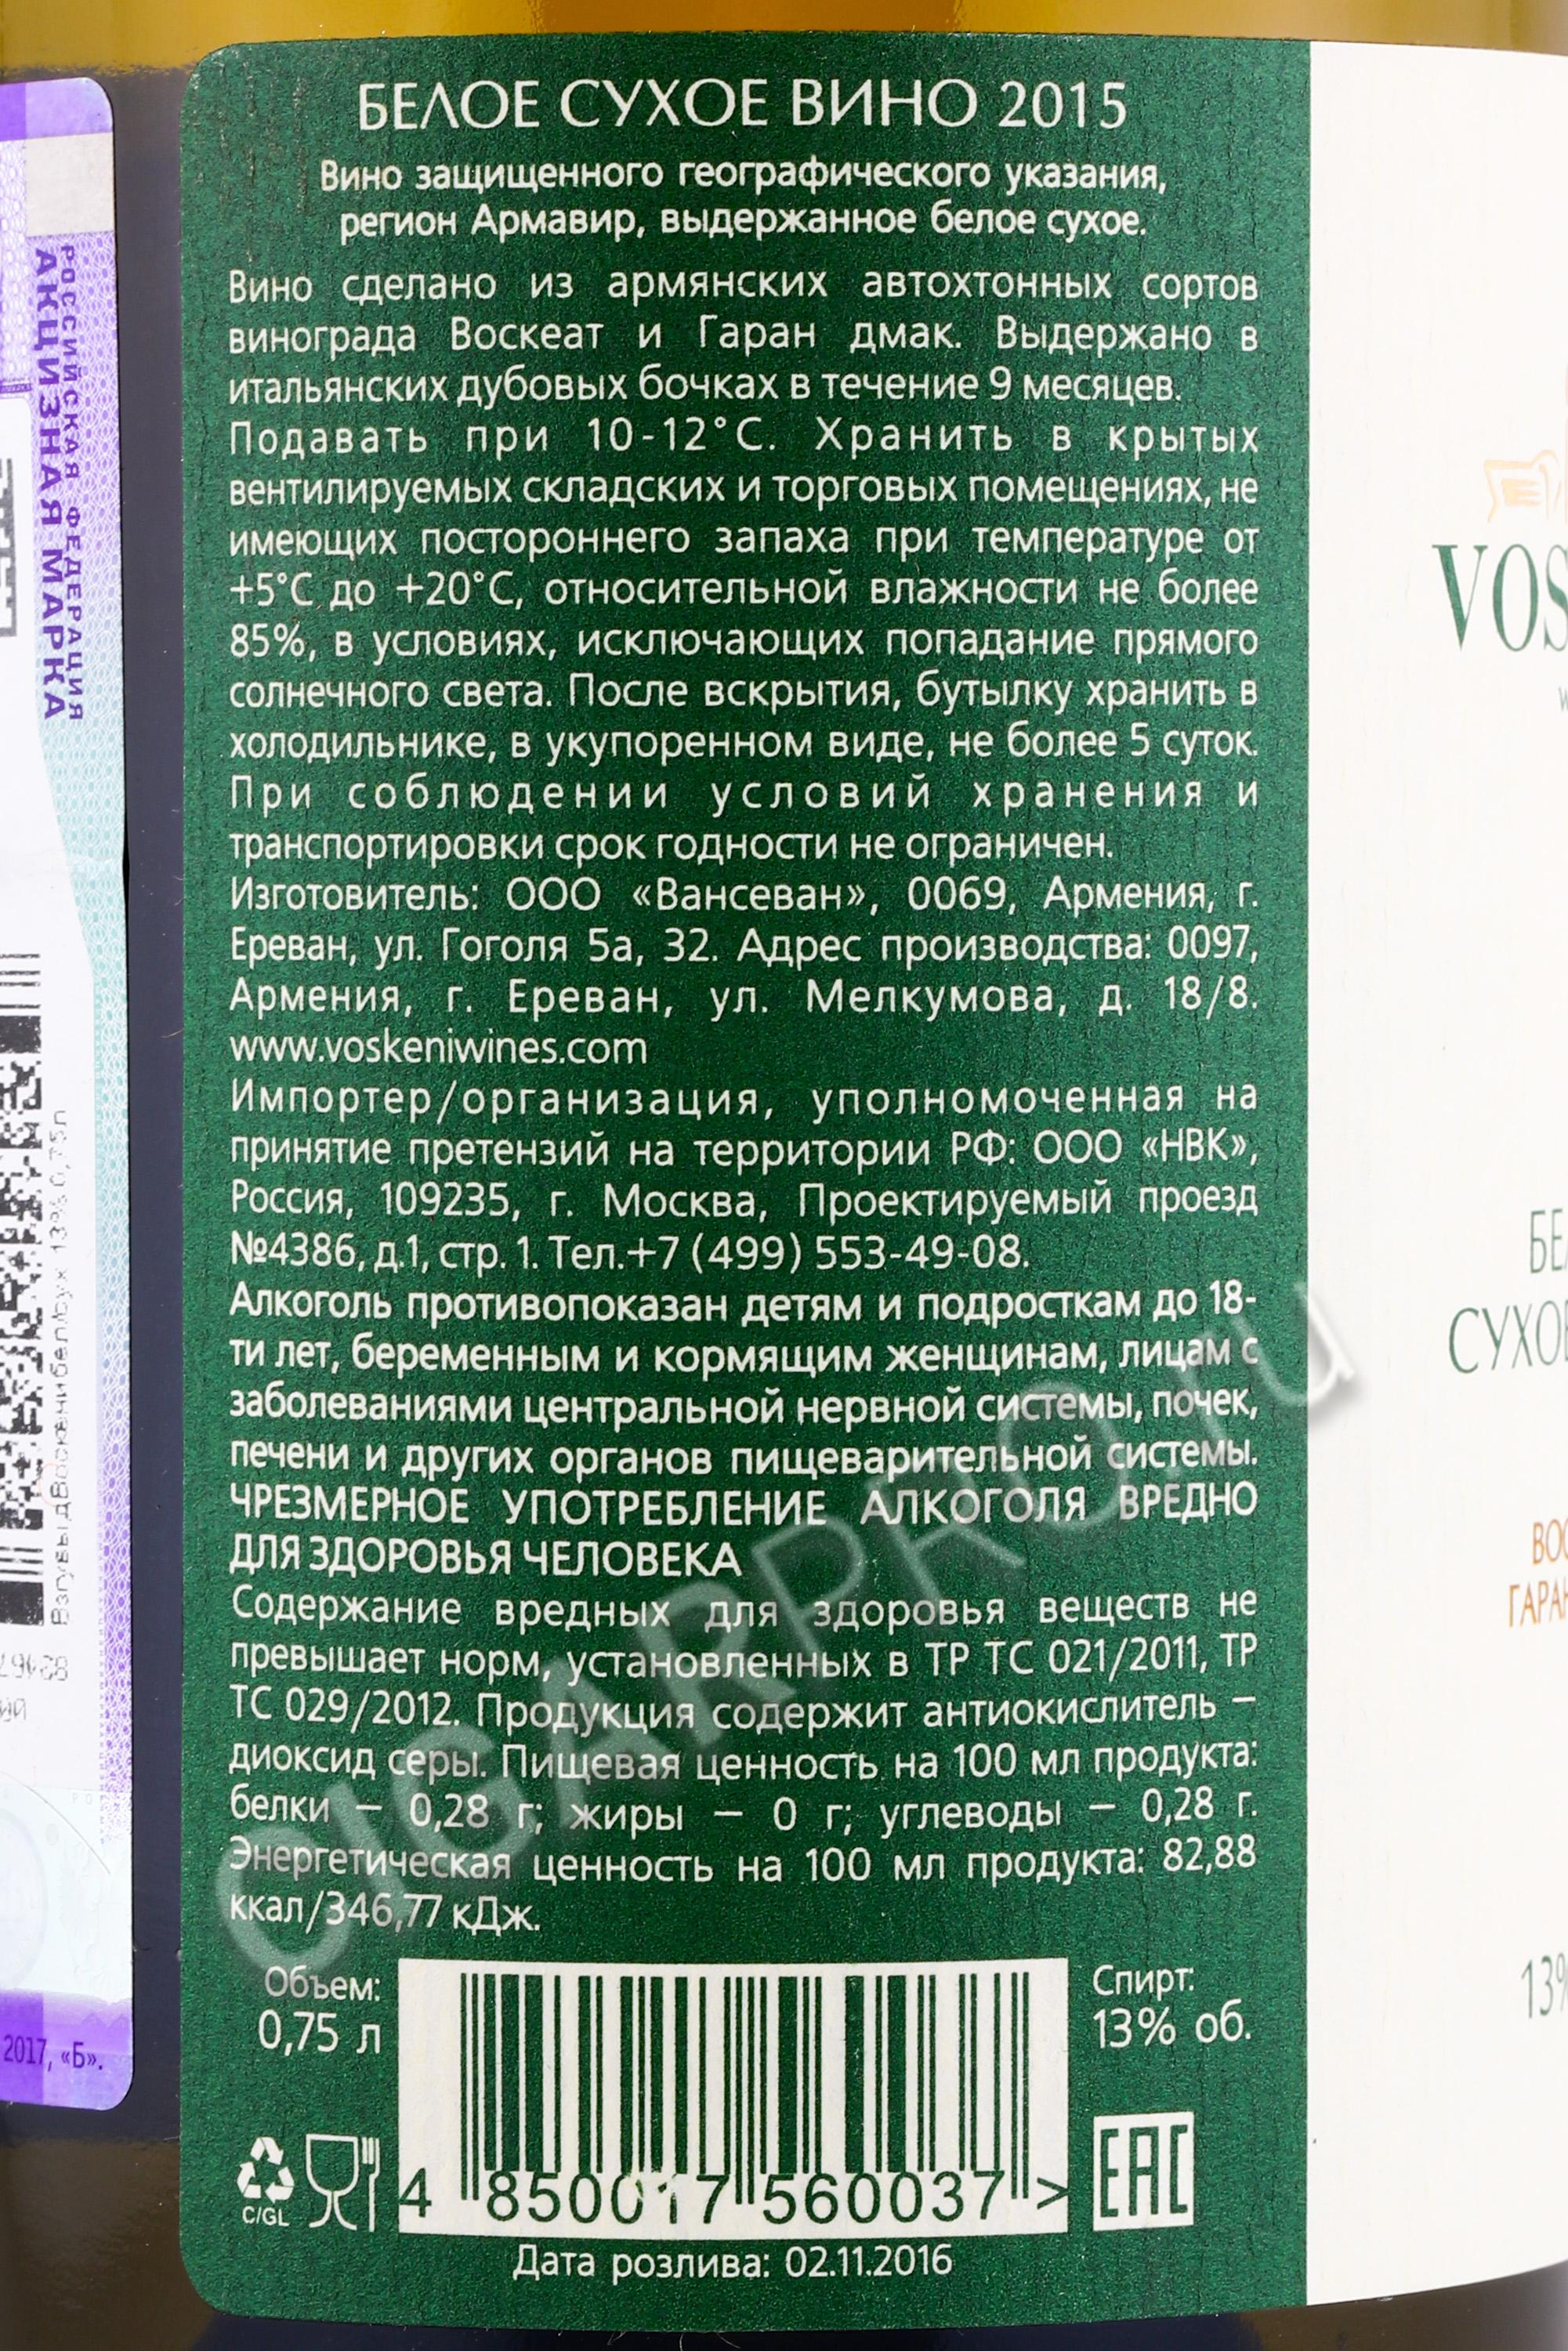 БЕЛОЕ СУХОЕ ВИНО 2015
Вино защищенного географического указания,
регион Армавир, выдержанное белое сухое.
Вино сделано из армянских автохтонных сортов
винограда Воскеат и Гаран дмак. Выдержано в
итальянских дубовых бочках в течение 9 месяцев.
Подавать при 10-12°С. Хранить в крытых
вентилируемых складских и торговых помещениях, не
имеющих постороннего запаха при температуре от
+5°С до +20°С, относительной влажности не более
85%, в условиях, исключающих попадание прямого
солнечного света. После вскрытия, бутылку хранить в
холодильнике, в укупоренном виде, не более 5 суток.
При соблюдении условий хранения и
транспортировки срок годности не ограничен.
Изготовитель: ООО «Вансеван», 0069, Армения, г.
Ереван, ул. Гоголя 5а, 32. Адрес производства: 0097,
Армения, г. Ереван, ул. Мелкумова, д. 18/8.
www.voskeniwines.com
Импортер/организация, уполномоченная на
принятие претензий на территории РФ: ООО «НВК»,
Россия, 109235, г. Москва, Проектируемый проезд
№4386, д.1, стр. 1. Тел.+7 (499) 553-49-08.
Алкоголь противопоказан детям и подросткам до 18-
ти лет, беременным и кормящим женщинам, лицам с
заболеваниями центральной нервной системы, почек,
печени и других органов пищеварительной системы.
ЧРЕЗМЕРНОЕ УПОТРЕБЛЕНИЕ АЛКОГОЛЯ ВРЕДНО
ДЛЯ ЗДОРОВЬЯ ЧЕЛОВЕКА
Содержание вредных для здоровья веществ не
превышает норм, установленных в ТР ТС 021/2011, ТР
ТС 029/2012. Продукция содержит антиокислитель –
диоксид серы. Пищевая ценность на 100 мл продукта:
белки – 0,28 г; жиры – 0 г; углеводы – 0,28 г.
Энергетическая ценность на 100 мл продукта: 82,88
ккал/346,77 кДж.
Объем:
0,75 л
Спирт:
13% об.
C/GL
4 850017 560037 >
EAC
Дата розлива: 02.11.2016
РОССИЙСКАЯ ФЕДЕРАЦИЯ
АКЦИЗНАЯ МАРКА
2017, «Б».
VOS
БЕЛ
СУХОЕ
ВОС
ГАРАН
13%
CIGARPRO.ru